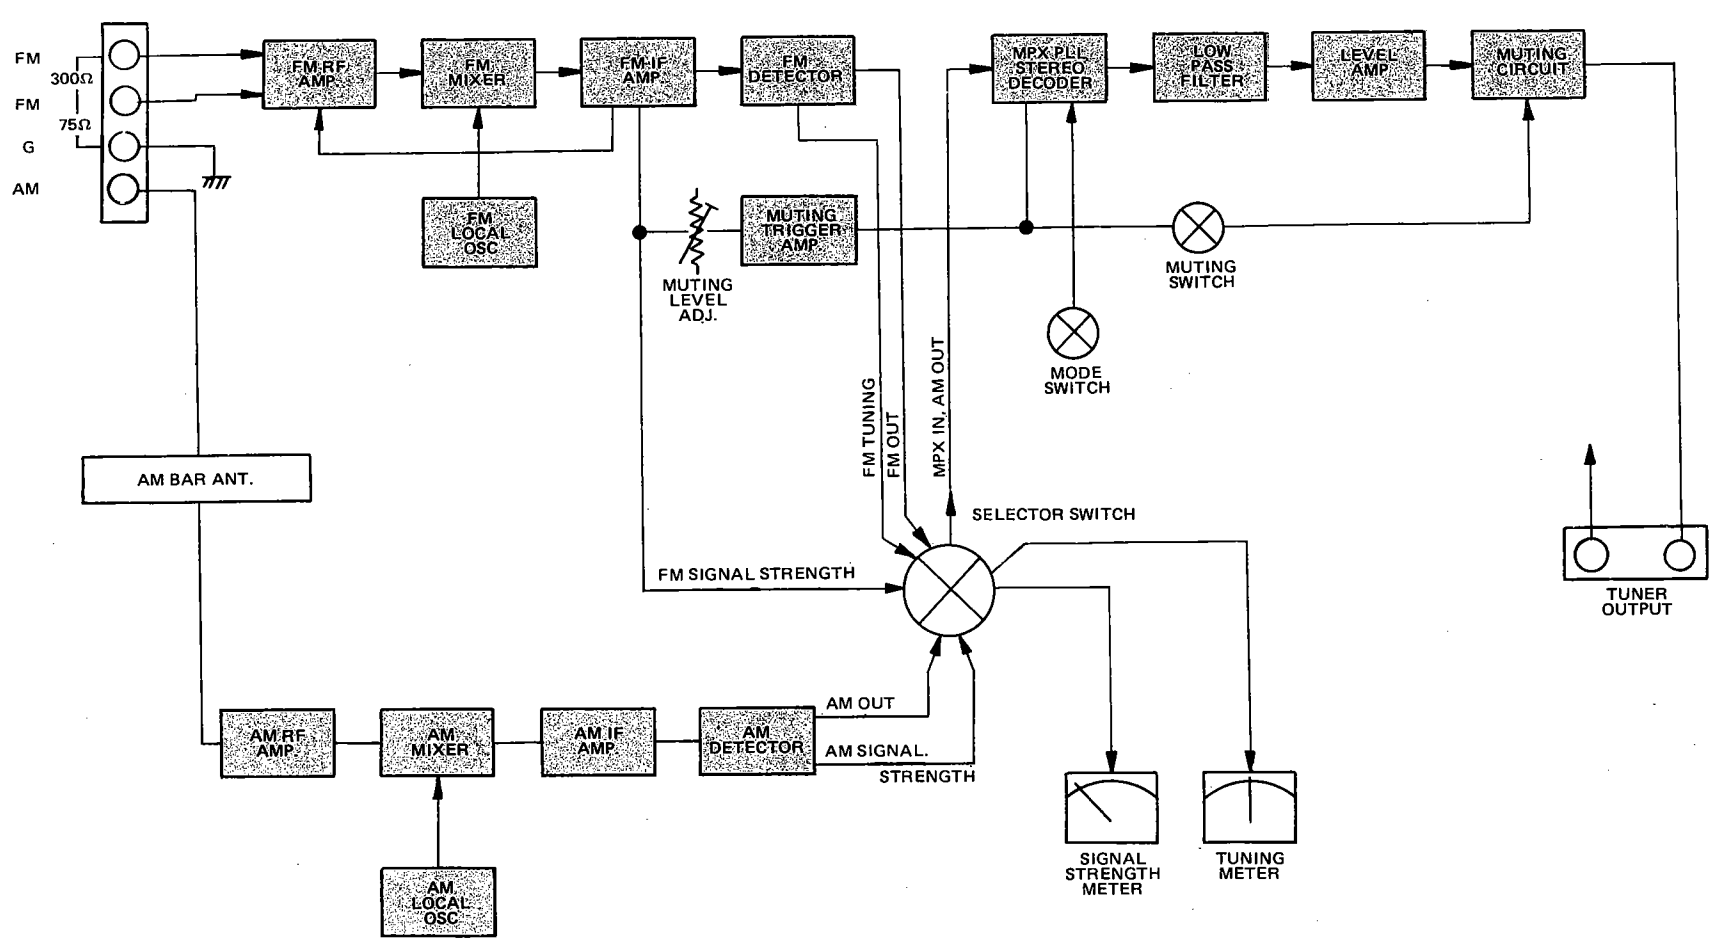 FM
300Ω
FM
75Ω
G
AM
FM RF
AMP.
FM
MIXER
FM IF
AMP.
FM
DETECTOR
MPX PLL
STEREO
DECODER
LOW
PASS
FILTER
LEVEL
AMP
MUTING
CIRCUIT
FM
LOCAL
OSC
MUTING
LEVEL
ADJ.
MUTING
TRIGGER
AMP.
MUTING
SWITCH
MODE
SWITCH
FM TUNING
FM OUT
MPX IN, AM OUT
AM BAR ANT.
SELECTOR SWITCH
FM SIGNAL STRENGTH
TUNER
OUTPUT
AM RF
AMP.
AM
MIXER
AM IF
AMP.
AM
DETECTOR
AM OUT
AM SIGNAL.
STRENGTH
AM
LOCAL
OSC
SIGNAL
STRENGTH
METER
TUNING
METER